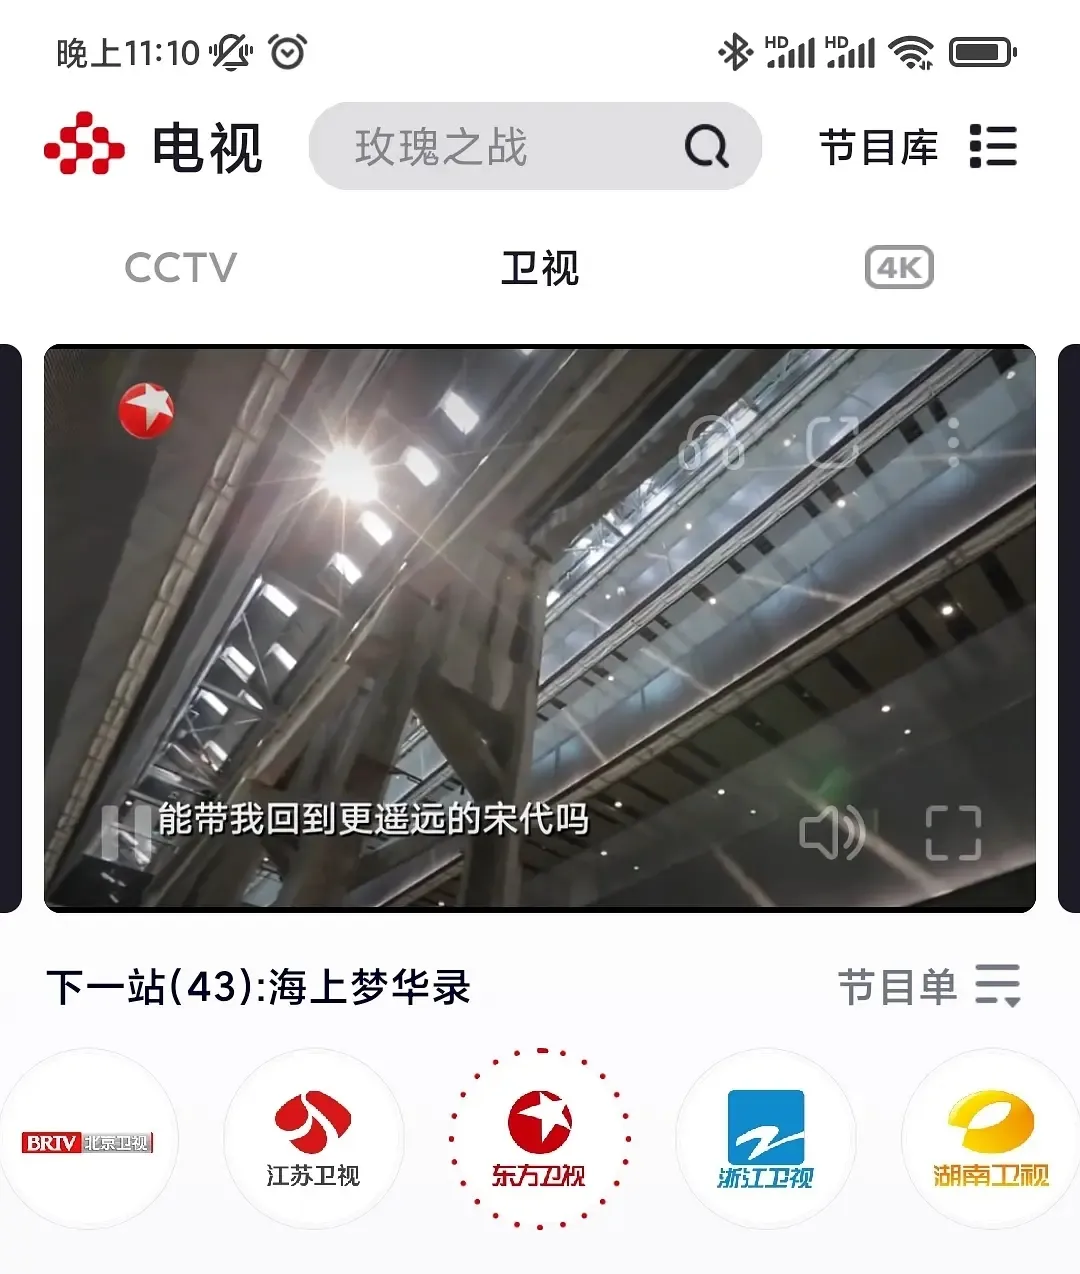 晚上11:10
HD HD
电视 玫瑰之战 节目库
CCTV 卫视 4K
能带我回到更遥远的宋代吗
下一站(43):海上梦华录 节目单
BRTV 北京卫视 江苏卫视 东方卫视 浙江卫视 湖南卫视